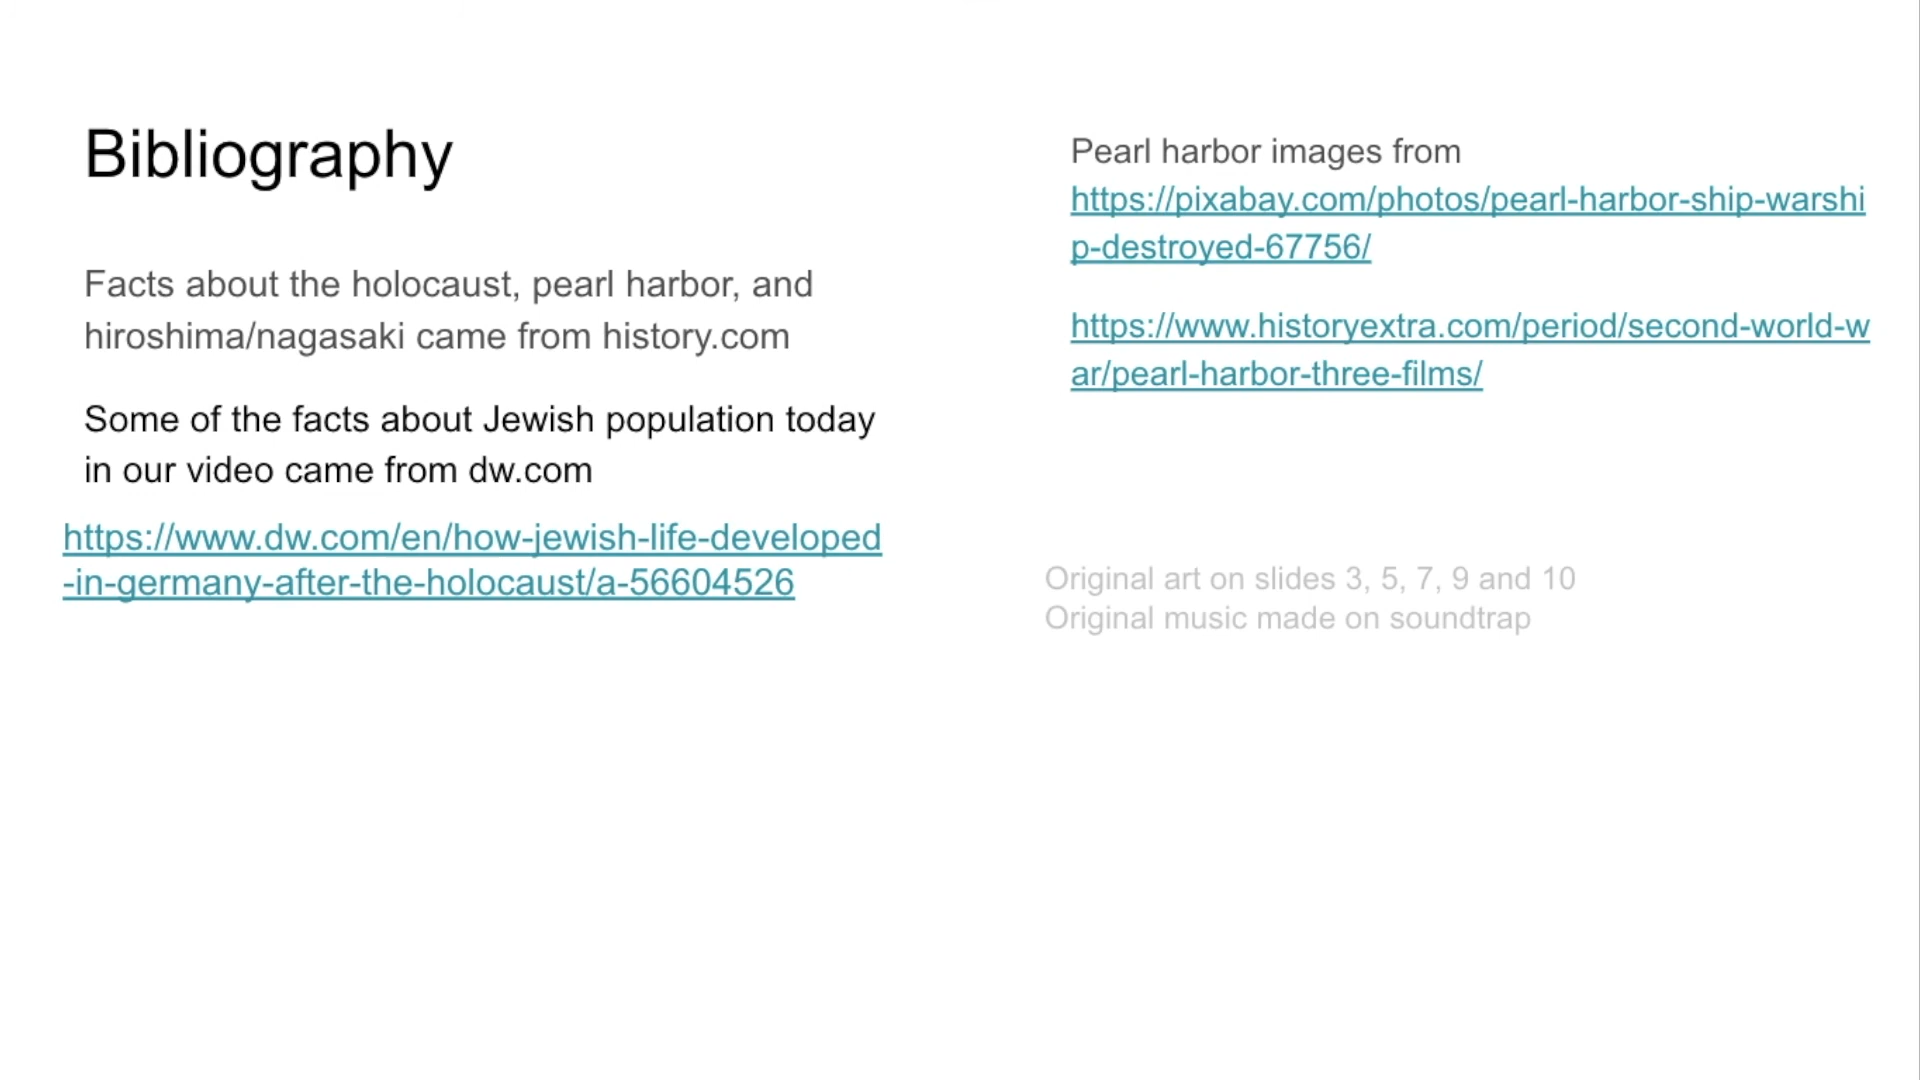 Bibliography
Facts about the holocaust, pearl harbor, and
hiroshima/nagasaki came from history.com
Some of the facts about Jewish population today
in our video came from dw.com
https://www.dw.com/en/how-jewish-life-developed
-in-germany-after-the-holocaust/a-56604526
Pearl harbor images from
https://pixabay.com/photos/pearl-harbor-ship-warshi
p-destroyed-67756/
https://www.historyextra.com/period/second-world-w
ar/pearl-harbor-three-films/
Original art on slides 3, 5, 7, 9 and 10
Original music made on soundtrap